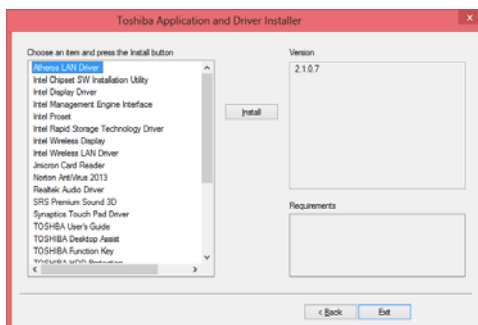 Toshiba Application and Driver Installer
x
Choose an item and press the Install button
Atheros LAN Driver
Intel Chipset SW Installation Utility
Intel Display Driver
Intel Management Engine Interface
Intel Proset
Intel Rapid Storage Technology Driver
Intel Wireless Display
Intel Wireless LAN Driver
Jmicron Card Reader
Norton AntiVirus 2013
Realtek Audio Driver
SRS Premium Sound 3D
Synaptics Touch Pad Driver
TOSHIBA User's Guide
TOSHIBA Desktop Assist
TOSHIBA Function Key
TOSHIBA HDD Protection
Install
Version
2.1.0.7
Requirements
< Back
Exit